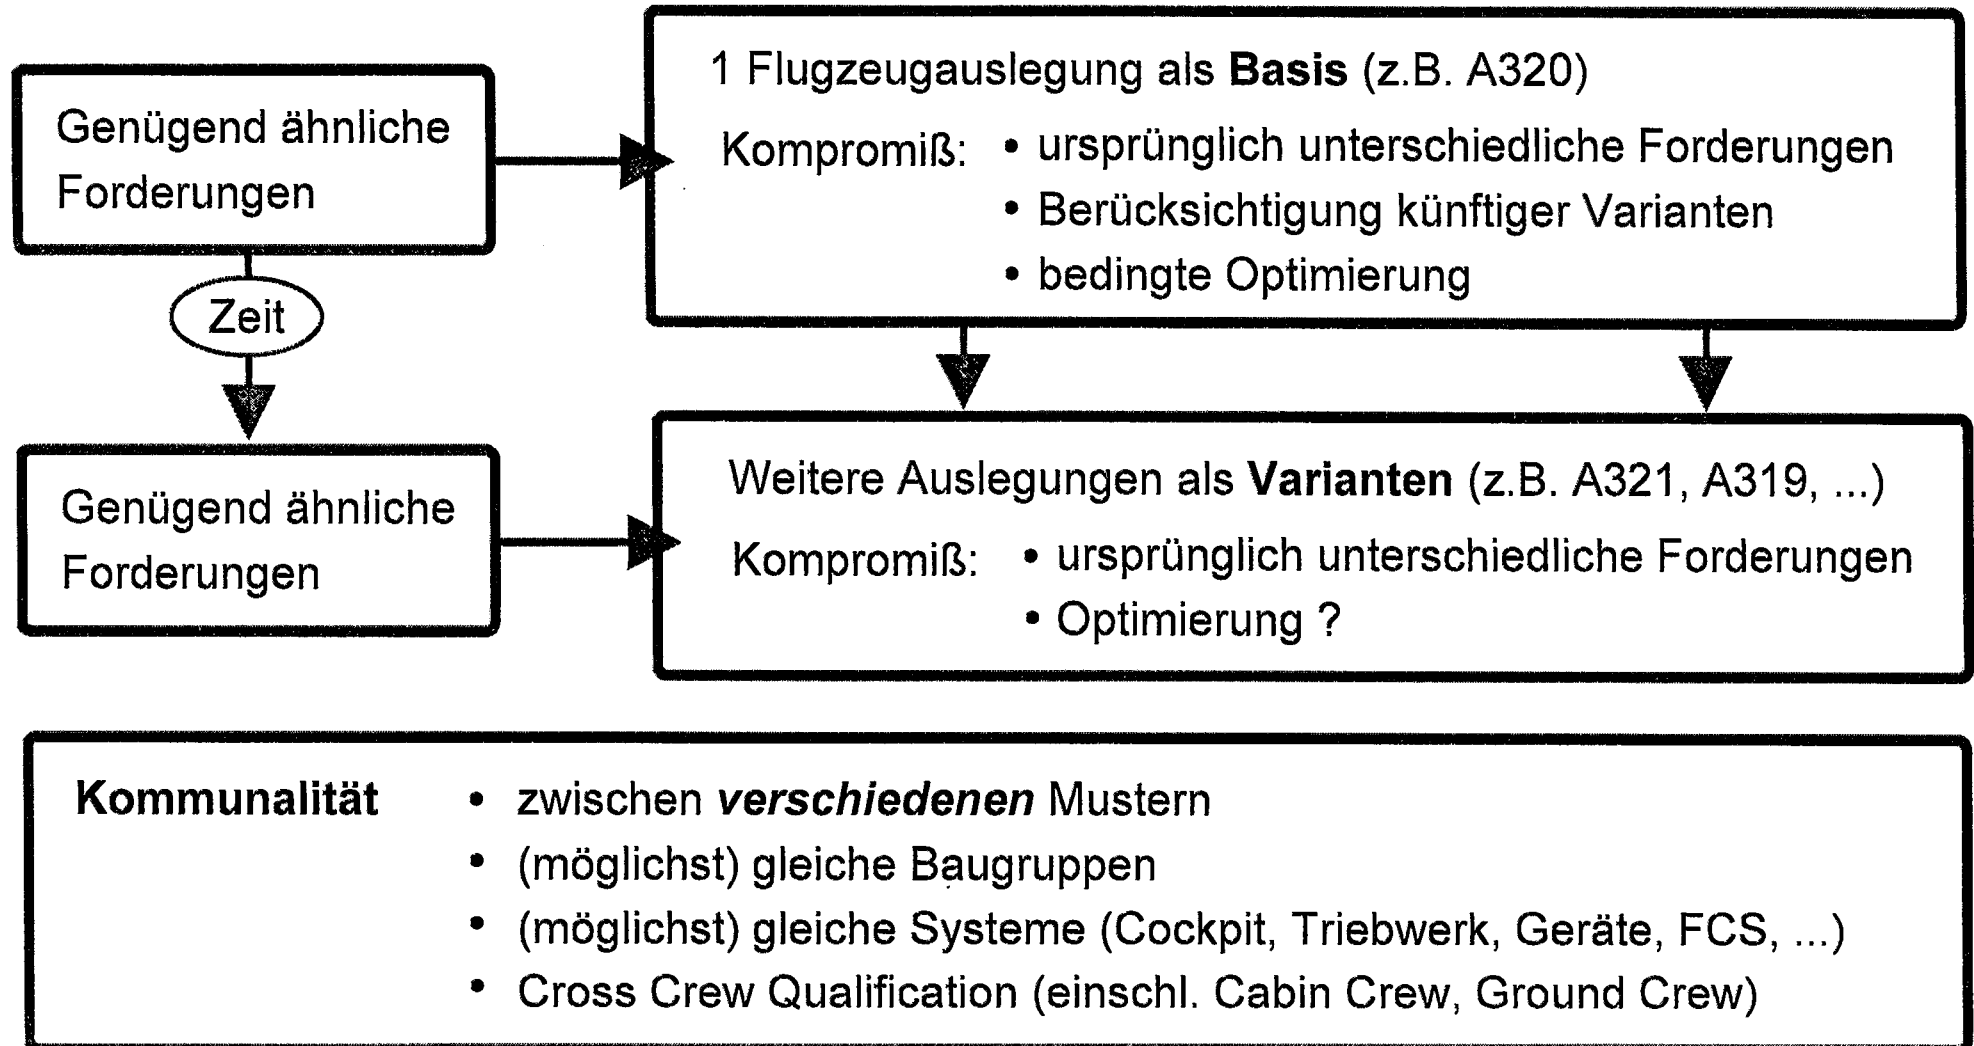 Genügend ähnliche
Forderungen
1 Flugzeugauslegung als Basis (z.B. A320)
Kompromiß: • ursprünglich unterschiedliche Forderungen
• Berücksichtigung künftiger Varianten
• bedingte Optimierung
Zeit
Genügend ähnliche
Forderungen
Weitere Auslegungen als Varianten (z.B. A321, A319, ...)
Kompromiß: • ursprünglich unterschiedliche Forderungen
• Optimierung ?
Kommunalität • zwischen verschiedenen Mustern
• (möglichst) gleiche Baugruppen
• (möglichst) gleiche Systeme (Cockpit, Triebwerk, Geräte, FCS, ...)
• Cross Crew Qualification (einschl. Cabin Crew, Ground Crew)